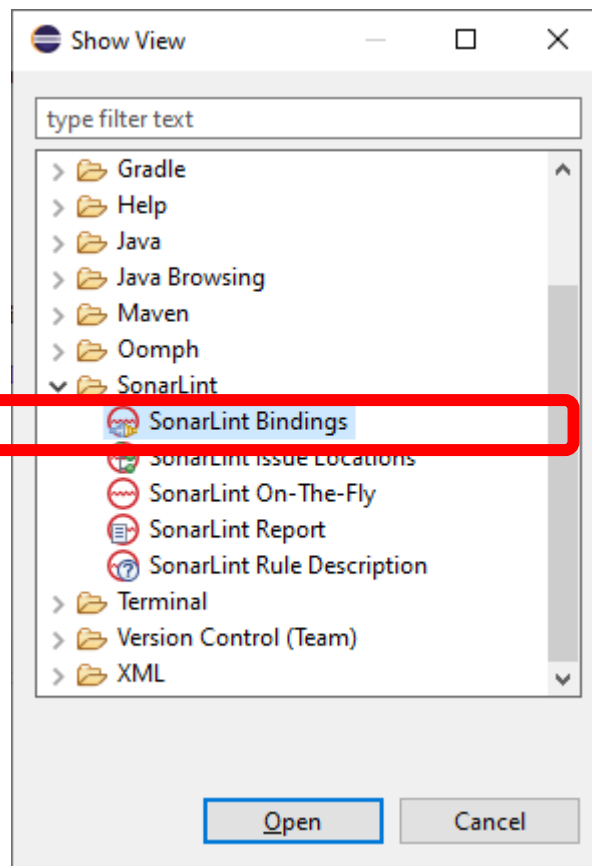 Show View
type filter text
Gradle
Help
Java
Java Browsing
Maven
Oomph
SonarLint
SonarLint Bindings
SonarLint Issue Locations
SonarLint On-The-Fly
SonarLint Report
SonarLint Rule Description
Terminal
Version Control (Team)
XML
Open
Cancel